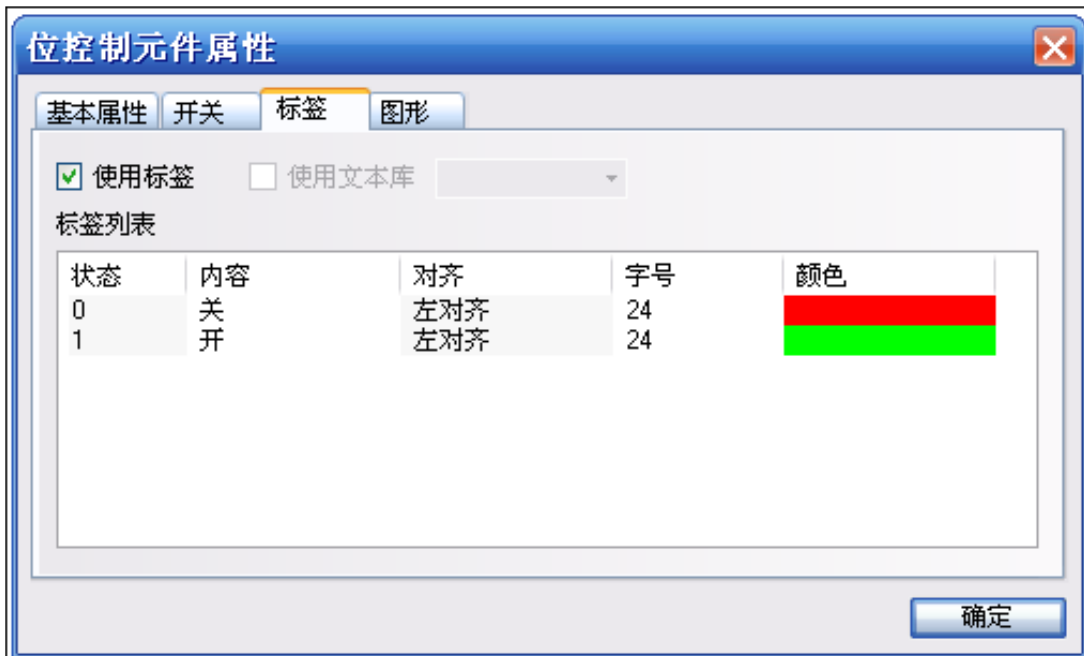 位控制元件属性
基本属性 开关 标签 图形
使用标签 使用文本库
标签列表
状态 内容 对齐 字号 颜色
0 关 左对齐 24
1 开 左对齐 24
确定